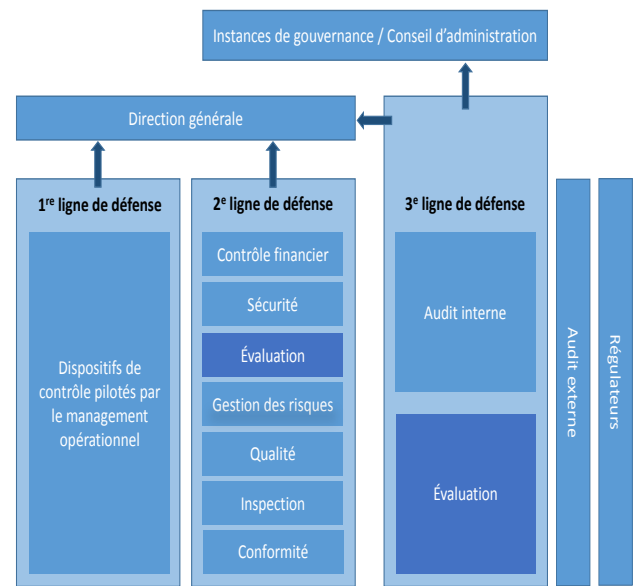 Instances de gouvernance / Conseil d'administration
Direction générale
1re ligne de défense
Dispositifs de
contrôle pilotés par
le management
opérationnel
2e ligne de défense
Contrôle financier
Sécurité
Évaluation
Gestion des risques
Qualité
Inspection
Conformité
3e ligne de défense
Audit interne
Évaluation
Audit externe
Régulateurs